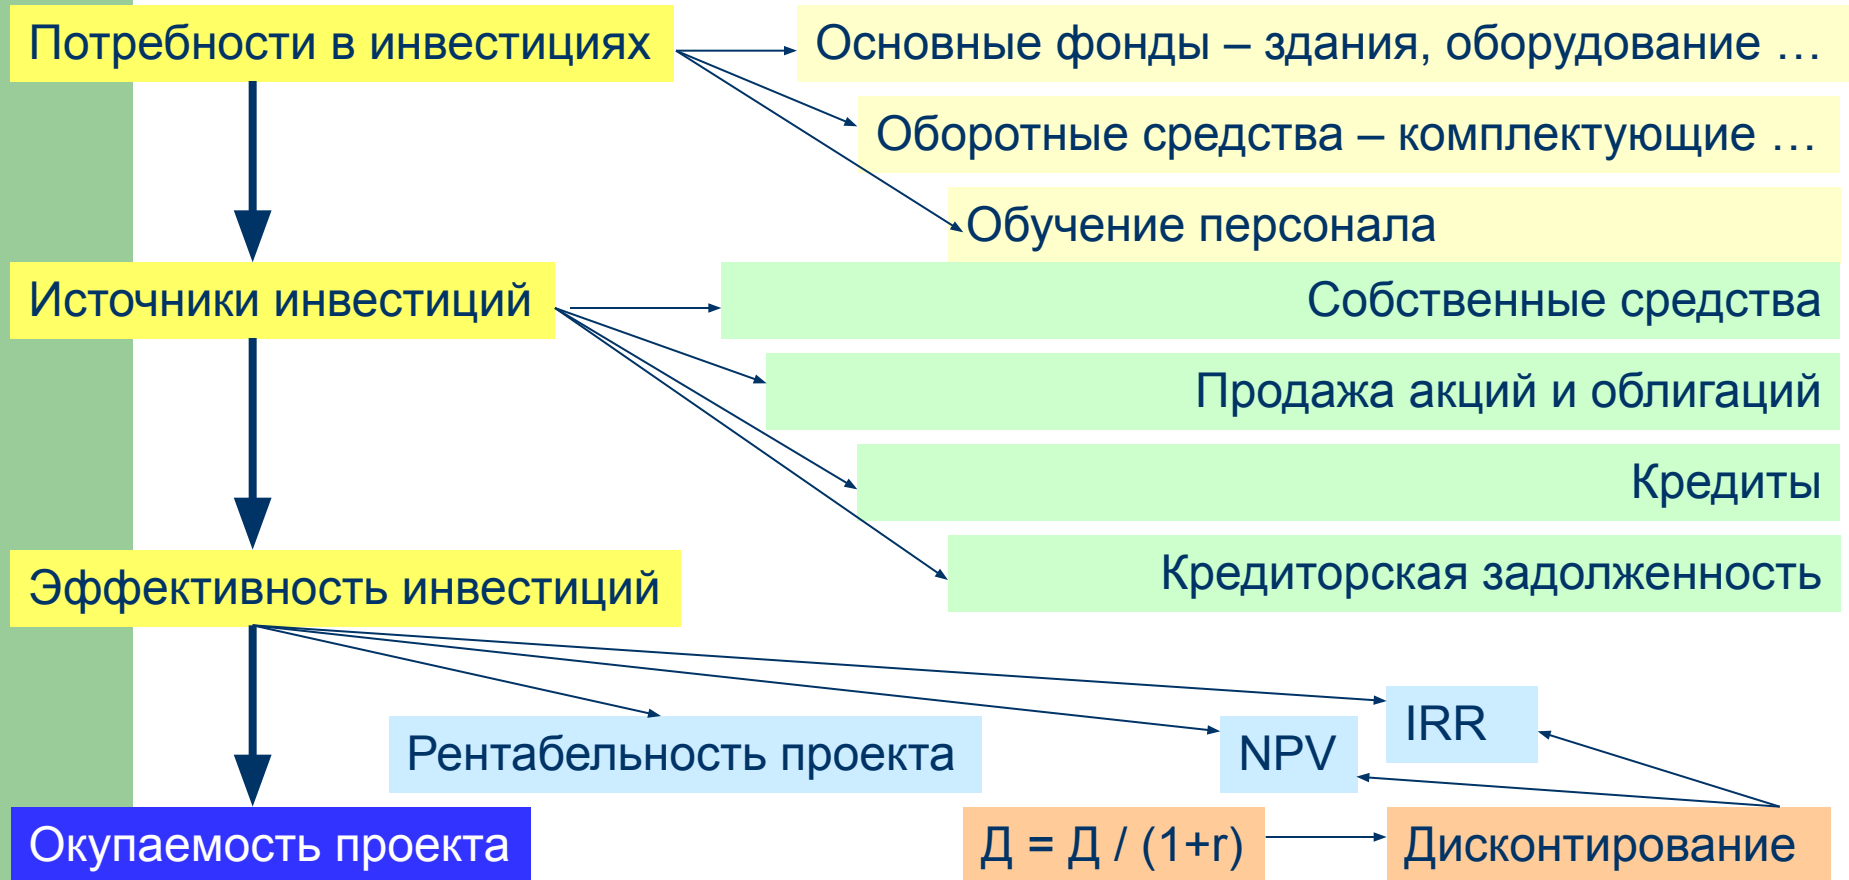 Потребности в инвестициях
Основные фонды – здания, оборудование …
Оборотные средства – комплектующие …
Обучение персонала
Источники инвестиций
Собственные средства
Продажа акций и облигаций
Кредиты
Кредиторская задолженность
Эффективность инвестиций
Рентабельность проекта
NPV
IRR
Окупаемость проекта
Д = Д / (1+r)
Дисконтирование